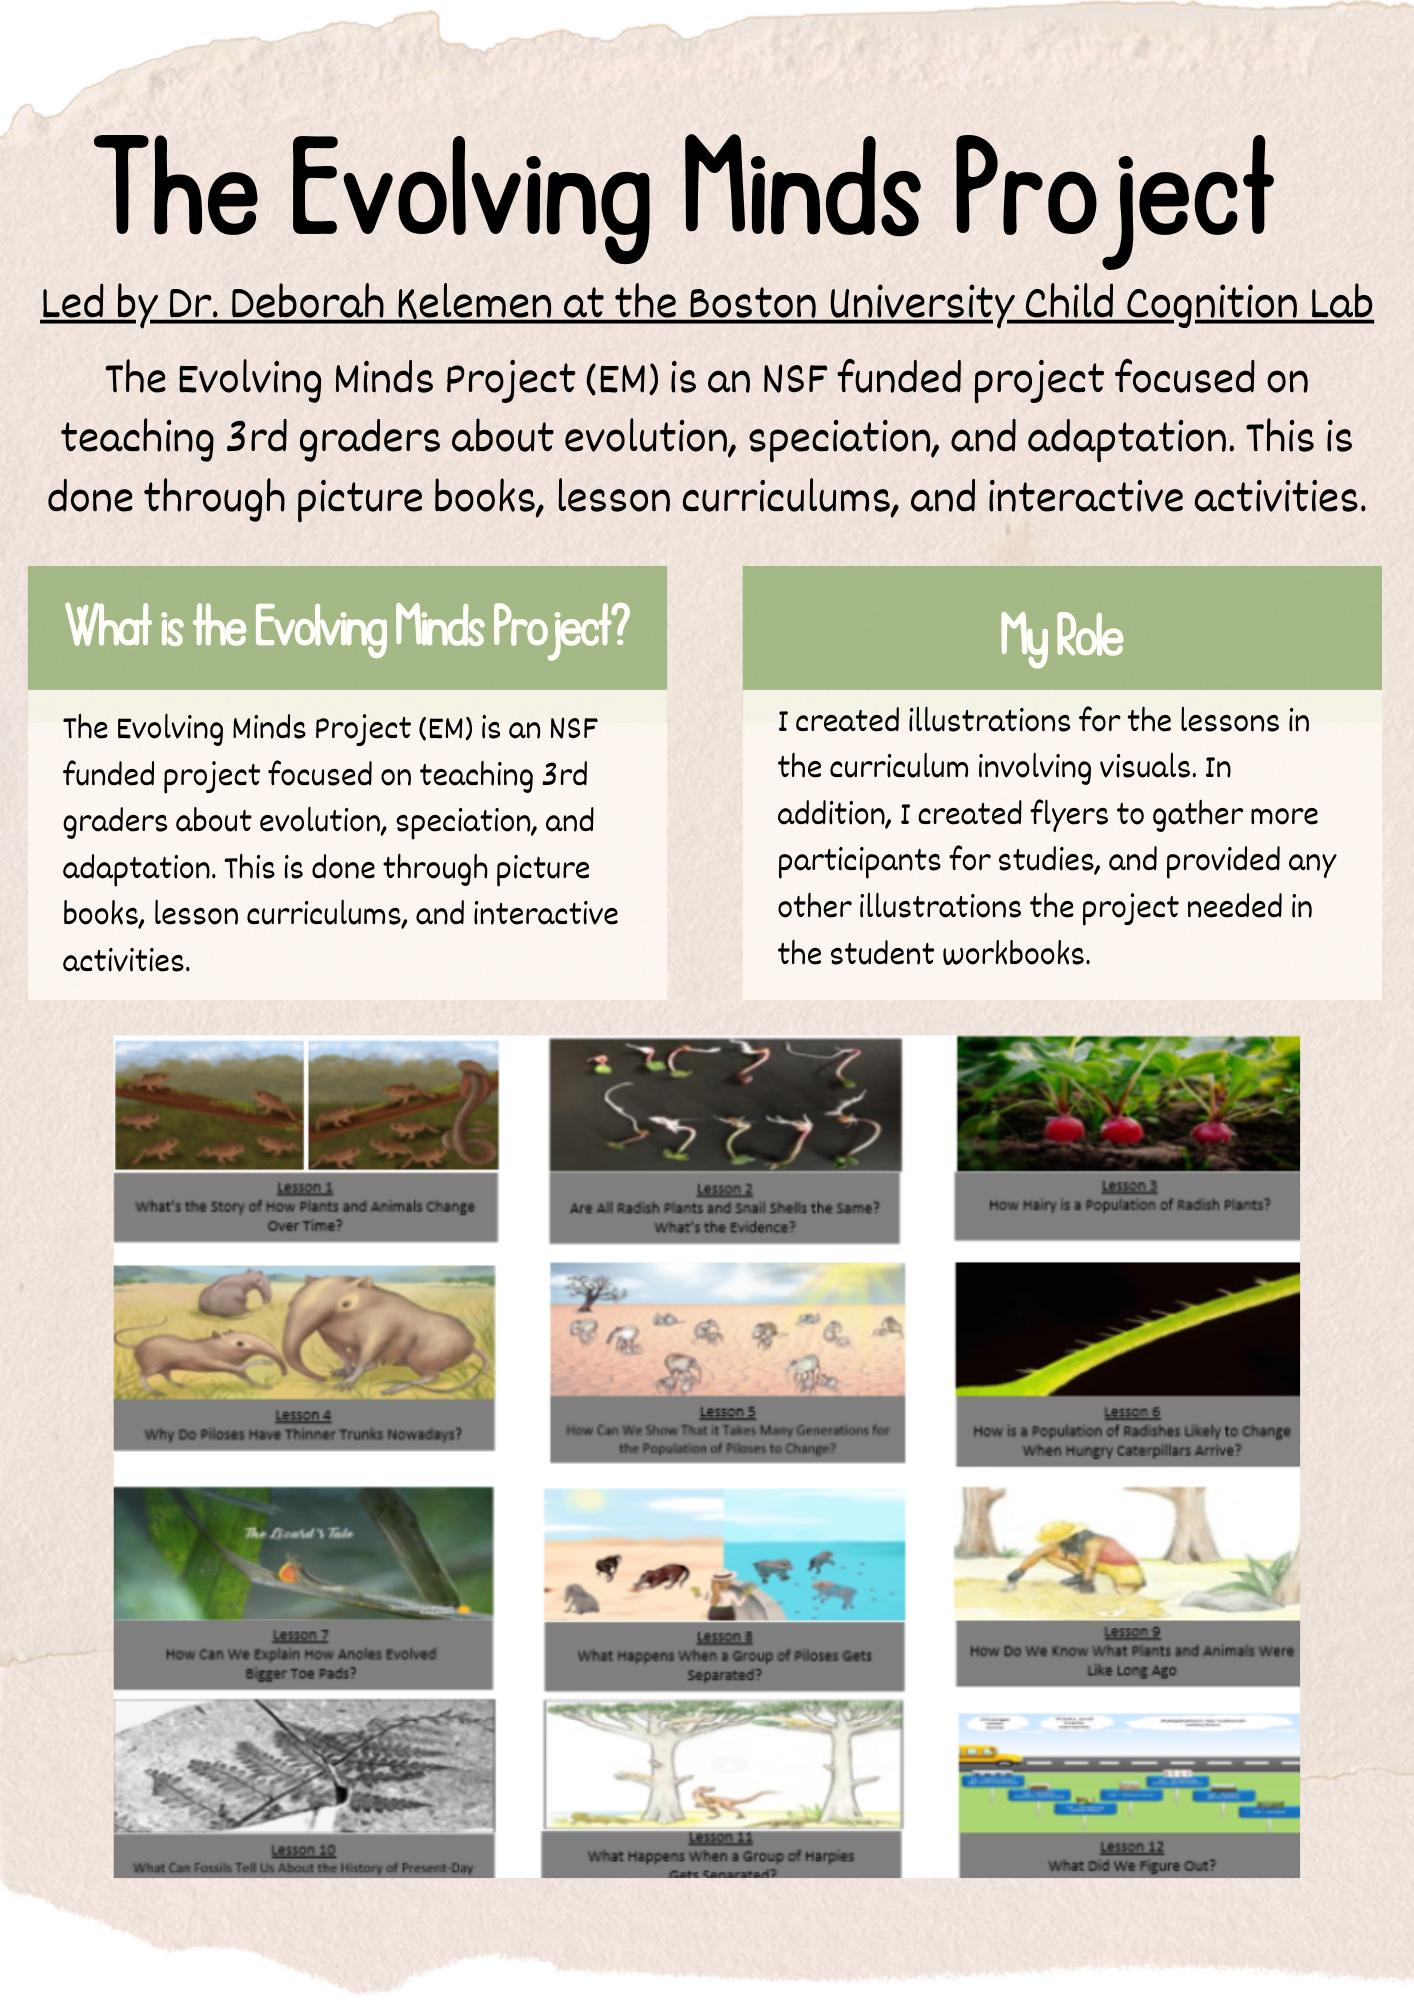 The Evolving Minds Project
Led by Dr. Deborah Kelemen at the Boston University Child Cognition Lab
The Evolving Minds Project (EM) is an NSF funded project focused on
teaching 3rd graders about evolution, speciation, and adaptation. This is
done through picture books, lesson curriculums, and interactive activities.
What is the Evolving Minds Project?
The Evolving Minds Project (EM) is an NSF
funded project focused on teaching 3rd
graders about evolution, speciation, and
adaptation. This is done through picture
books, lesson curriculums, and interactive
activities.
My Role
I created illustrations for the lessons in
the curriculum involving visuals. In
addition, I created flyers to gather more
participants for studies, and provided any
other illustrations the project needed in
the student workbooks.
Lesson 1
What's the Story of How Plants and Animals Change
Over Time?
Lesson 2
Are All Radish Plants and Snail Shells the Same?
What's the Evidence?
Lesson 3
How Hairy is a Population of Radish Plants?
Lesson 4
Why Do Piloses Have Thinner Trunks Nowadays?
Lesson 5
How Can We Show That it Takes Many Generations for
the Population of Piloses to Change?
Lesson 6
How is a Population of Radishes Likely to Change
When Hungry Caterpillars Arrive?
The Lizard's Tale
Lesson 7
How Can We Explain How Anoles Evolved
Bigger Toe Pads?
Lesson 8
What Happens When a Group of Piloses Gets
Separated?
Lesson 9
How Do We Know What Plants and Animals Were
Like Long Ago
Lesson 10
What Can Fossils Tell Us About the History of Present-Day
Lesson 11
What Happens When a Group of Harpies
Gets Separated?
Lesson 12
What Did We Figure Out?